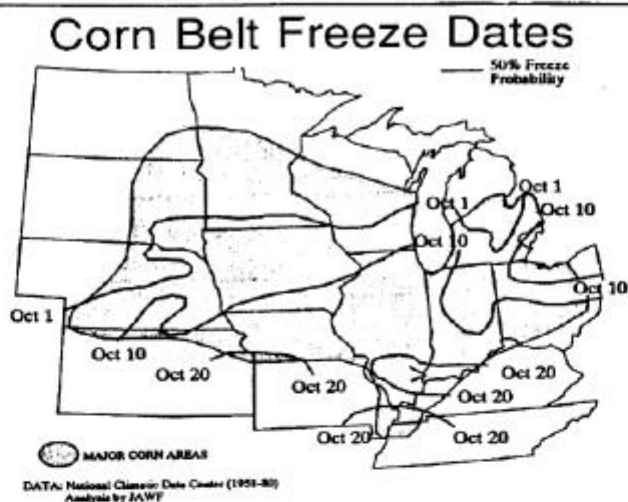 Corn Belt Freeze Dates
50% Freeze
Probability
Oct 1
Oct 1
Oct 10
Oct 10
Oct 10
Oct 1
Oct 10
Oct 20
Oct 20
Oct 20
Oct 20
Oct 20
Oct 20
MAJOR CORN AREAS
DATA: National Climatic Data Center (1951-80)
Analysis by JAWF